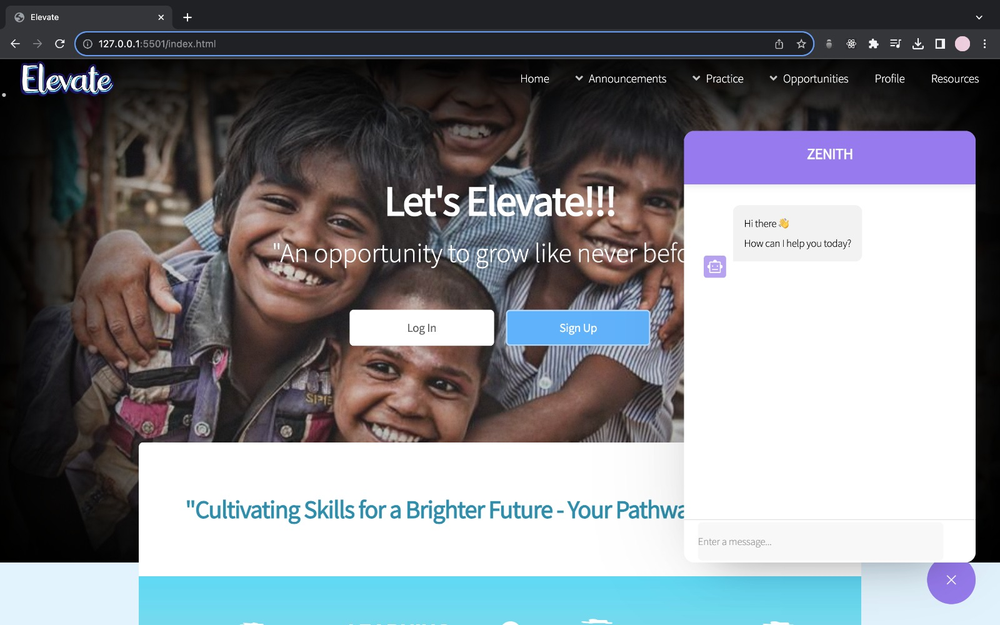 Elevate
127.0.0.1:5501/index.html
Elevate
Home
Announcements
Practice
Opportunities
Profile
Resources
Let's Elevate!!!
"An opportunity to grow like never
Log In
Sign Up
"Cultivating Skills for a Brighter Future - Your
ZENITH
Hi there 👋
How can I help you today?
Enter a message...